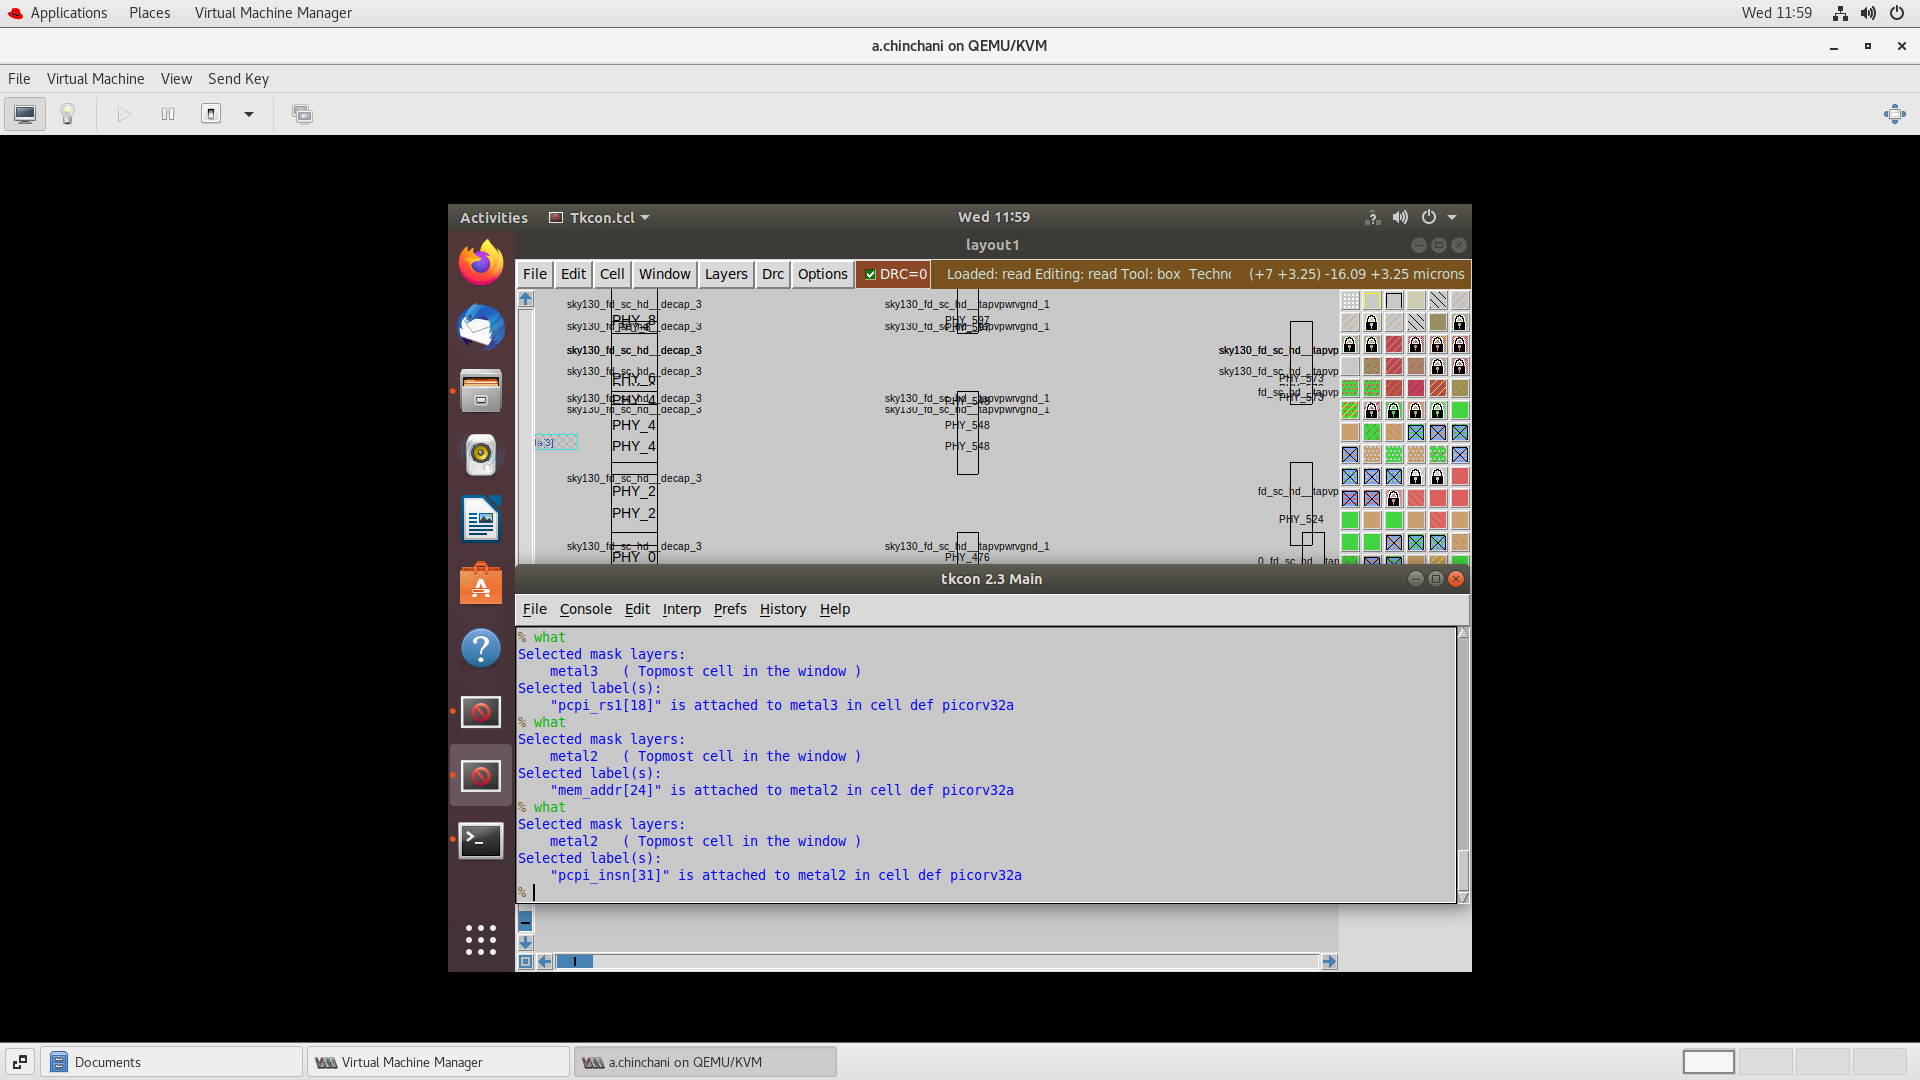 Applications Places Virtual Machine Manager Wed 11:59
a.chinchani on QEMU/KVM
File Virtual Machine View Send Key
Activities Tkcon.tcl Wed 11:59
layout1
File Edit Cell Window Layers Drc Options DRC=0 Loaded: read Editing: read Tool: box Techno (+7 +3.25) -16.09 +3.25 microns
sky130_fd_sc_hd__decap_3 sky130_fd_sc_hd__tapvpwrvgnd_1
PHY_8 PHY_597
sky130_fd_sc_hd__decap_3 sky130_fd_sc_hd__tapvpwrvgnd_1
sky130_fd_sc_hd__decap_3 sky130_fd_sc_hd__tapvp
sky130_fd_sc_hd__decap_3 sky130_fd_sc_hd__tapvp
PHY_6 PHY_573
fd_sc_hd__tapvp
sky130_fd_sc_hd__decap_3 sky130_fd_sc_hd__tapvpwrvgnd_1 PHY_573
PHY_4 PHY_548
sky130_fd_sc_hd__decap_3 sky130_fd_sc_hd__tapvpwrvgnd_1
PHY_4 PHY_548
PHY_4 PHY_548
sky130_fd_sc_hd__decap_3
PHY_2 fd_sc_hd__tapvp
PHY_2 PHY_524
sky130_fd_sc_hd__decap_3 sky130_fd_sc_hd__tapvpwrvgnd_1
PHY_0 PHY_476 0_fd_sc_hd__tap
tkcon 2.3 Main
File Console Edit Interp Prefs History Help
% what
Selected mask layers:
metal3 ( Topmost cell in the window )
Selected label(s):
"pcpi_rs1[18]" is attached to metal3 in cell def picorv32a
% what
Selected mask layers:
metal2 ( Topmost cell in the window )
Selected label(s):
"mem_addr[24]" is attached to metal2 in cell def picorv32a
% what
Selected mask layers:
metal2 ( Topmost cell in the window )
Selected label(s):
"pcpi_insn[31]" is attached to metal2 in cell def picorv32a
%
Documents Virtual Machine Manager a.chinchani on QEMU/KVM